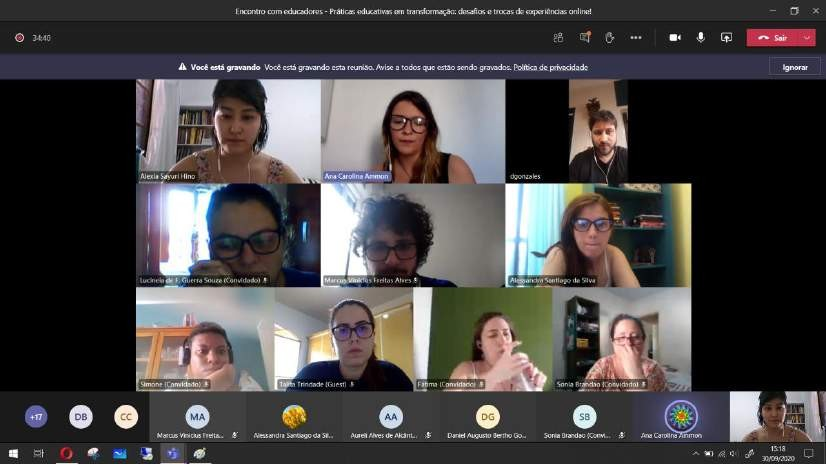 Encontro com educadores - Práticas educativas em transformação: desafios e trocas de experiências online!
34:40
Sair
Você está gravando Você está gravando esta reunião. Avise a todos que estão sendo gravados. Política de privacidade
Ignorar
Alexia Sayuri Hino
Ana Carolina Ammon
dgonzales
Lucineia de F. Guerra Souza (Convidado)
Marcus Vinicius Freitas Alves
Alessandra Santiago da Silva
Simone (Convidado)
Talita Trindade (Guest)
Fátima (Convidado)
Sonia Brandao (Convidado)
+17
DB
CC
MA
AA
DG
SB
Marcus Vinicius Freita...
Alessandra Santiago da Sil...
Aureli Alves de Alcânt...
Daniel Augusto Bertho Go...
Sonia Brandao (Convi...
Ana Carolina Ammon
15:18
30/09/2020